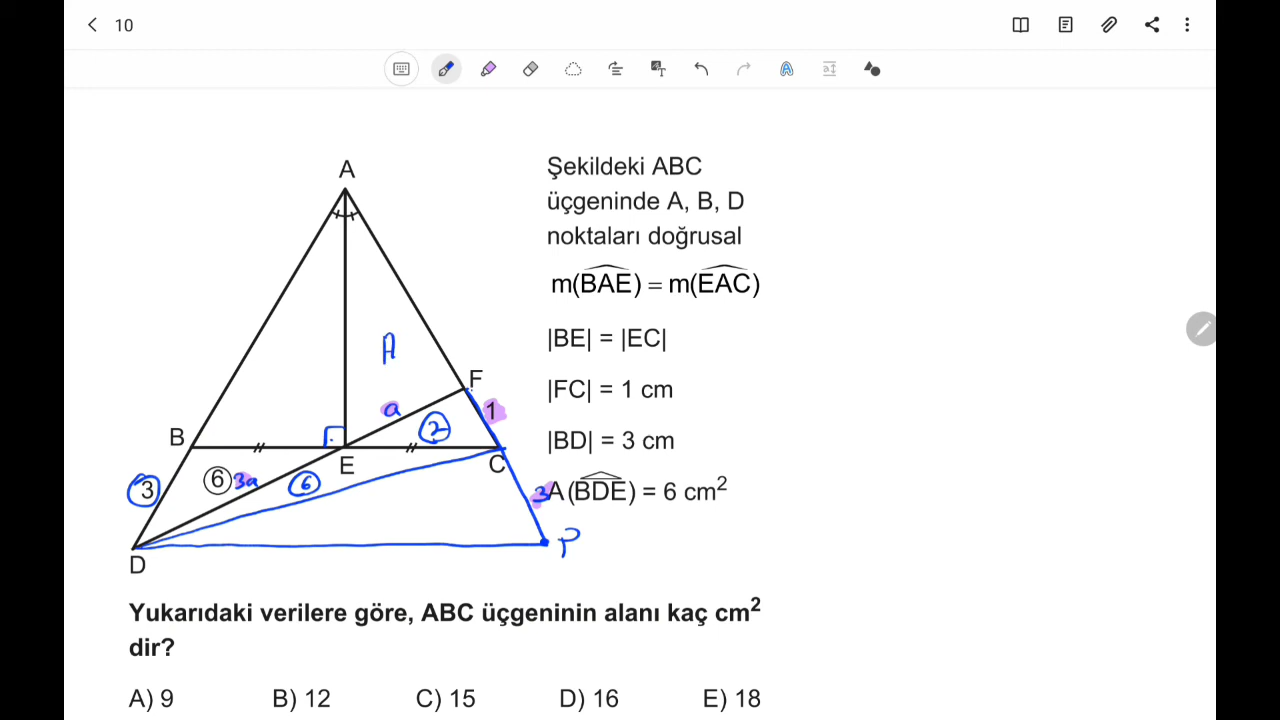 10
A
Şekildeki ABC
üçgeninde A, B, D
noktaları doğrusal
m(BAE) = m(EAC)
|BE| = |EC|
|FC| = 1 cm
|BD| = 3 cm
A(BDE) = 6 cm²
A
F
a
1
2
B
E
C
3
6
3a
6
3
D
P
Yukarıdaki verilere göre, ABC üçgeninin alanı kaç cm²
dir?
A) 9 B) 12 C) 15 D) 16 E) 18